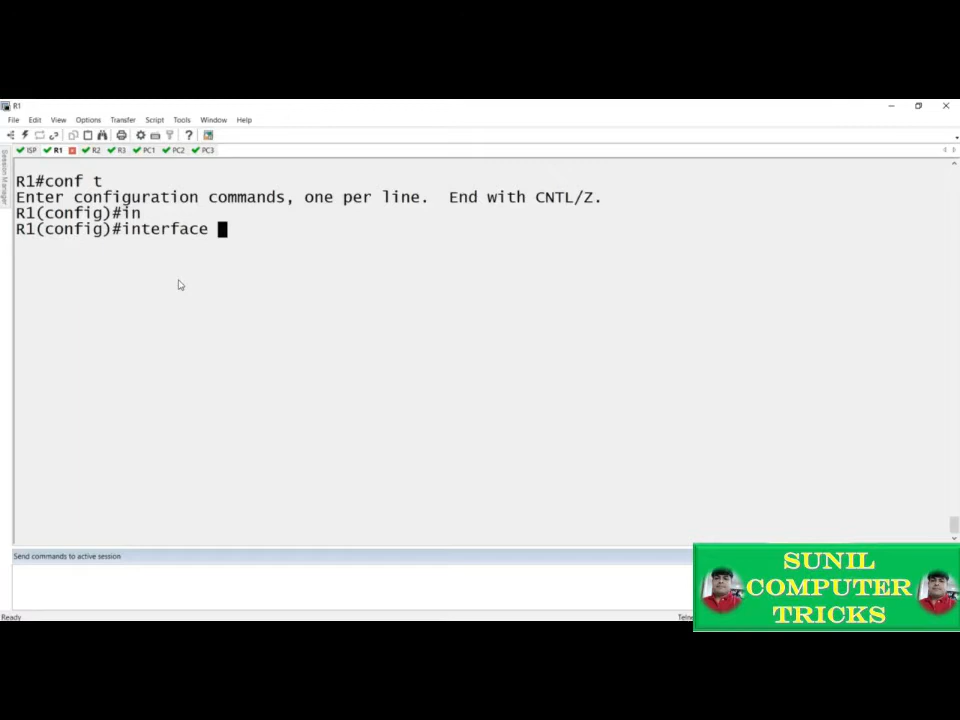 R1
File Edit View Options Transfer Script Tools Window Help
ISP R1 R2 R3 PC1 PC2 PC3
Session Manager
R1#conf t
Enter configuration commands, one per line. End with CNTL/Z.
R1(config)#in
R1(config)#interface
Send commands to active session
Ready
SUNIL
COMPUTER
TRICKS